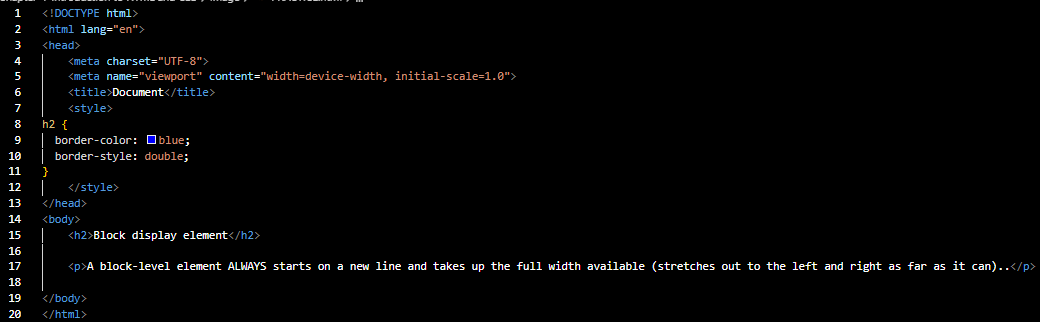 1 <!DOCTYPE html>
2 <html lang="en">
3 <head>
4     <meta charset="UTF-8">
5     <meta name="viewport" content="width=device-width, initial-scale=1.0">
6     <title>Document</title>
7     <style>
8 h2 {
9   border-color: blue;
10   border-style: double;
11 }
12     </style>
13 </head>
14 <body>
15     <h2>Block display element</h2>
16
17     <p>A block-level element ALWAYS starts on a new line and takes up the full width available (stretches out to the left and right as far as it can)..</p>
18
19 </body>
20 </html>